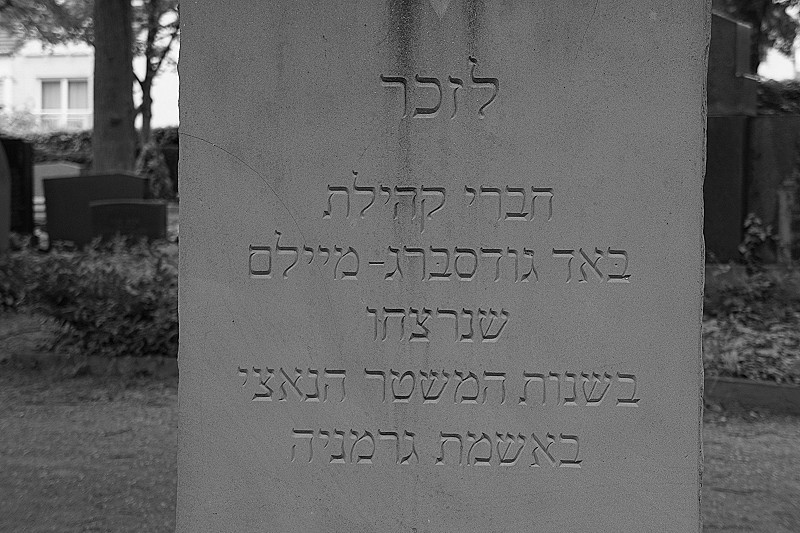 לזכר
חברי קהילת
באד גודסברג-מיילם
שנרצחו
בשנות המשטר הנאצי
באשמת גרמניה